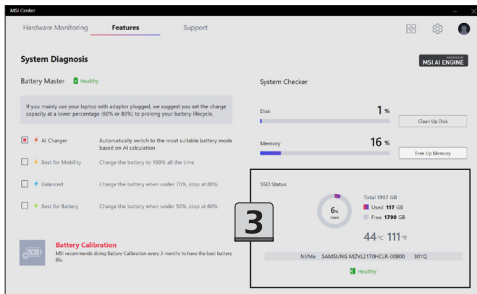 MSI Center
Hardware Monitoring
Features
Support
System Diagnosis
MSI AI ENGINE
Battery Master
Healthy
If you mainly use your laptop with adaptor plugged, we suggest you set the charge
capacity at a lower percentage (60% or 80%) to prolong your battery lifecycle.
AI Charger
Automatically switch to the most suitable battery mode
based on AI calculation
Best for Mobility
Charge the battery to 100% all the time
Balanced
Charge the battery when under 70%, stop at 80%
Best for Battery
Charge the battery when under 50%, stop at 60%
Battery Calibration
MSI recommends doing Battery Calibration every 3 months to have the best battery
life.
System Checker
Disk
1 %
Clean Up Disk
Memory
16 %
Free Up Memory
3
SSD Status
6%
Used
Total 1907 GB
Used 117 GB
Free 1790 GB
44 °C 111 °F
NVMe SAMSUNG MZVL21T0HCLR-00B00 301Q
Healthy